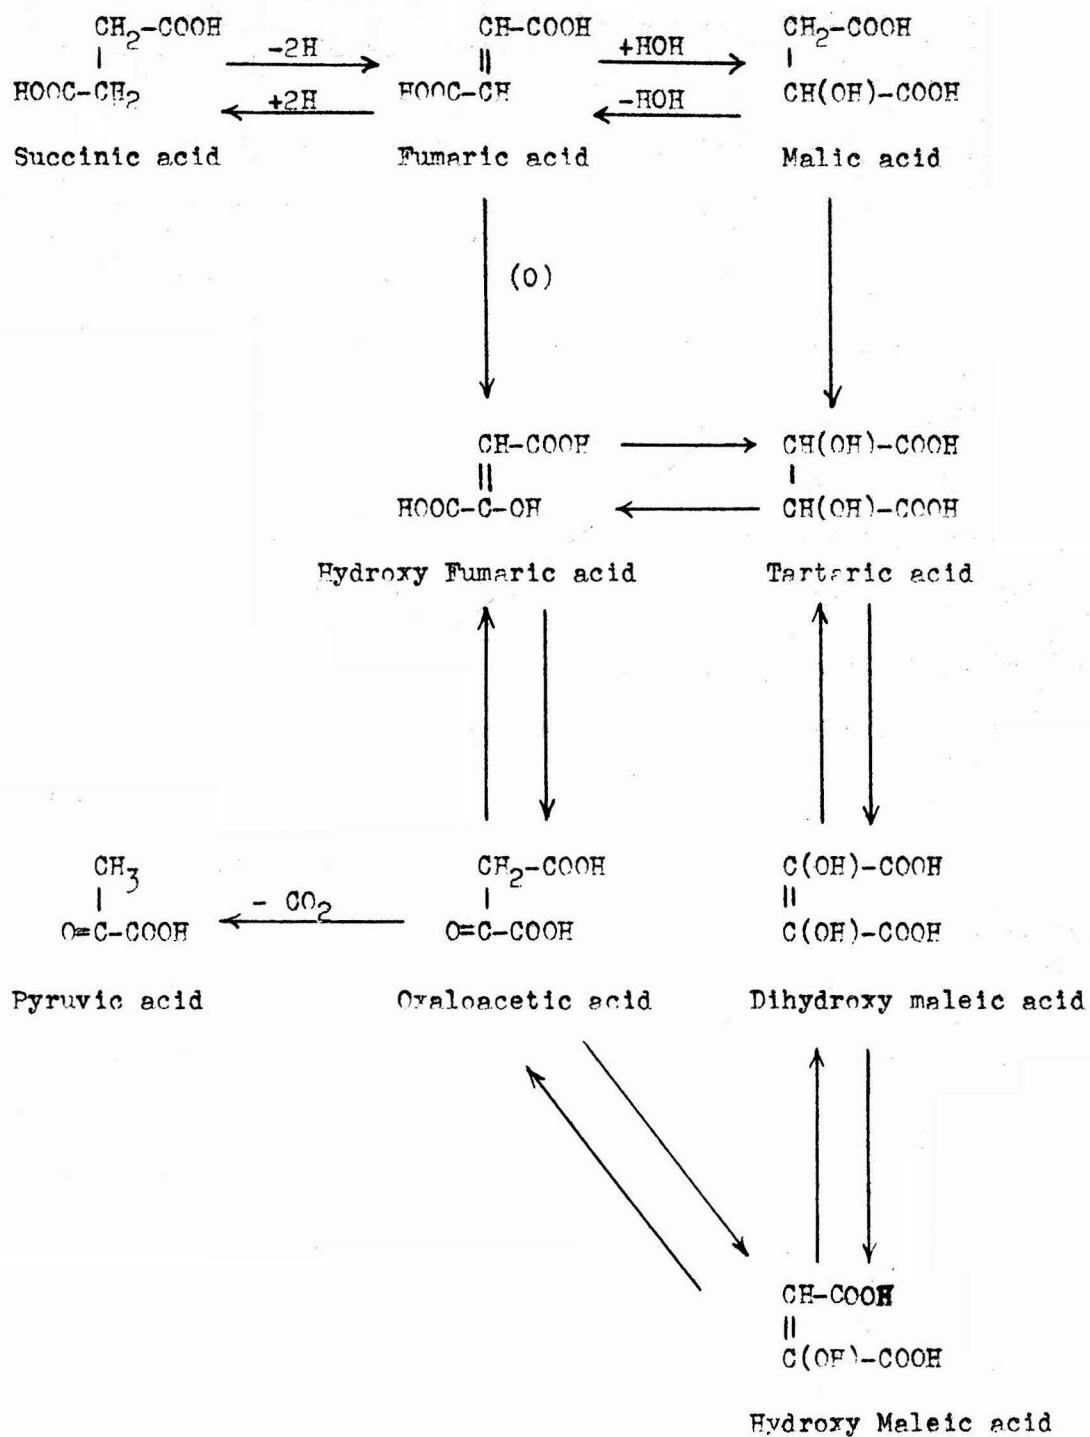 CH2-COOH CH-COOH CH2-COOH
-2H +HOH
HOOC-CH2 +2H HOOC-CH -HOH CH(OH)-COOH
Succinic acid Fumaric acid Malic acid
(O)
CH-COOH CH(OH)-COOH
HOOC-C-OH CH(OH)-COOH
Hydroxy Fumaric acid Tartaric acid
CH3 CH2-COOH C(OH)-COOH
- CO2
O=C-COOH O=C-COOH C(OH)-COOH
Pyruvic acid Oxaloacetic acid Dihydroxy maleic acid
CH-COOH
C(OH)-COOH
Hydroxy Maleic acid